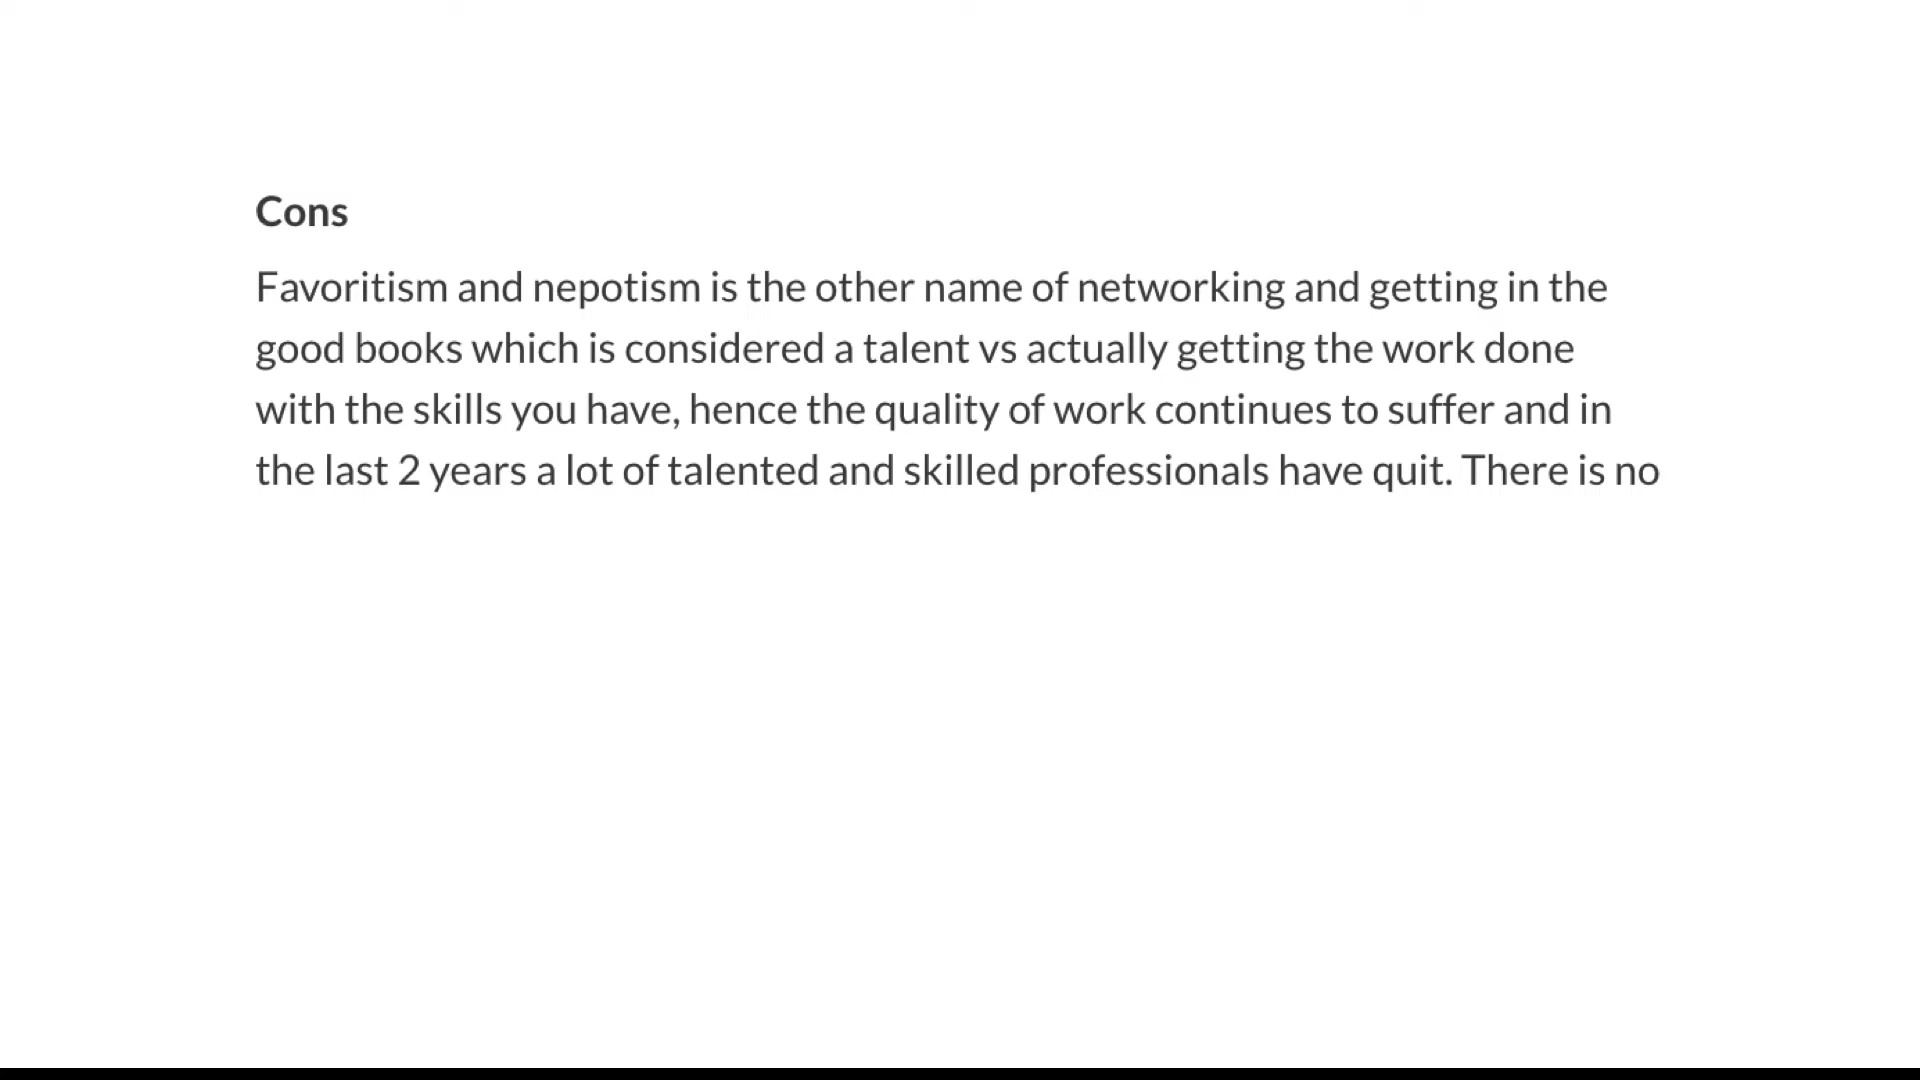 Cons
Favoritism and nepotism is the other name of networking and getting in the
good books which is considered a talent vs actually getting the work done
with the skills you have, hence the quality of work continues to suffer and in
the last 2 years a lot of talented and skilled professionals have quit. There is no